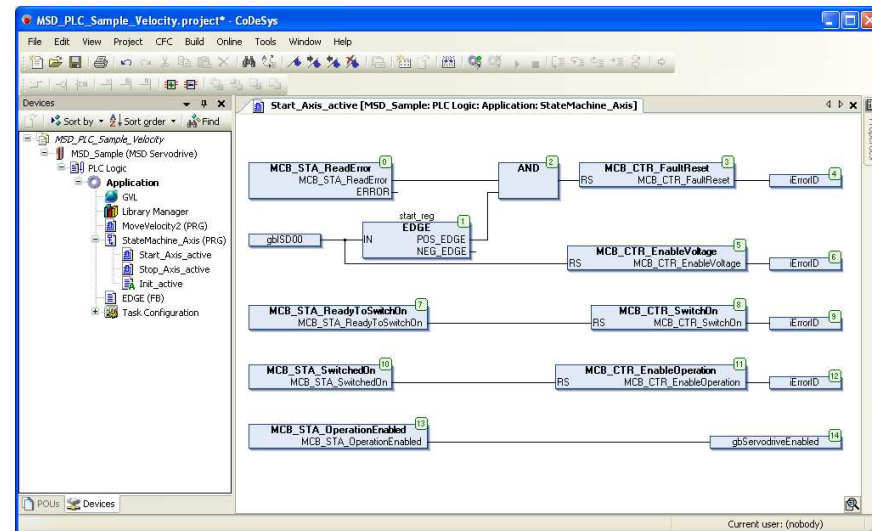 MSD_PLC_Sample_Velocity.project* - CoDeSys
File Edit View Project CFC Build Online Tools Window Help
Devices
Sort by Sort order Find
MSD_PLC_Sample_Velocity
MSD_Sample (MSD Servodrive)
PLC Logic
Application
GVL
Library Manager
MoveVelocity2 (PRG)
StateMachine_Axis (PRG)
Start_Axis_active
Stop_Axis_active
Init_active
EDGE (FB)
Task Configuration
POUs Devices
Start_Axis_active [MSD_Sample: PLC Logic: Application: StateMachine_Axis]
0
MCB_STA_ReadError
MCB_STA_ReadError
ERROR
2
AND
3
MCB_CTR_FaultReset
RS MCB_CTR_FaultReset
4
iErrorID
gbISD00
start_reg
1
EDGE
IN POS_EDGE
NEG_EDGE
5
MCB_CTR_EnableVoltage
RS MCB_CTR_EnableVoltage
6
iErrorID
7
MCB_STA_ReadyToSwitchOn
MCB_STA_ReadyToSwitchOn
8
MCB_CTR_SwitchOn
RS MCB_CTR_SwitchOn
9
iErrorID
10
MCB_STA_SwitchedOn
MCB_STA_SwitchedOn
11
MCB_CTR_EnableOperation
RS MCB_CTR_EnableOperation
12
iErrorID
13
MCB_STA_OperationEnabled
MCB_STA_OperationEnabled
14
gbServodriveEnabled
Current user: (nobody)